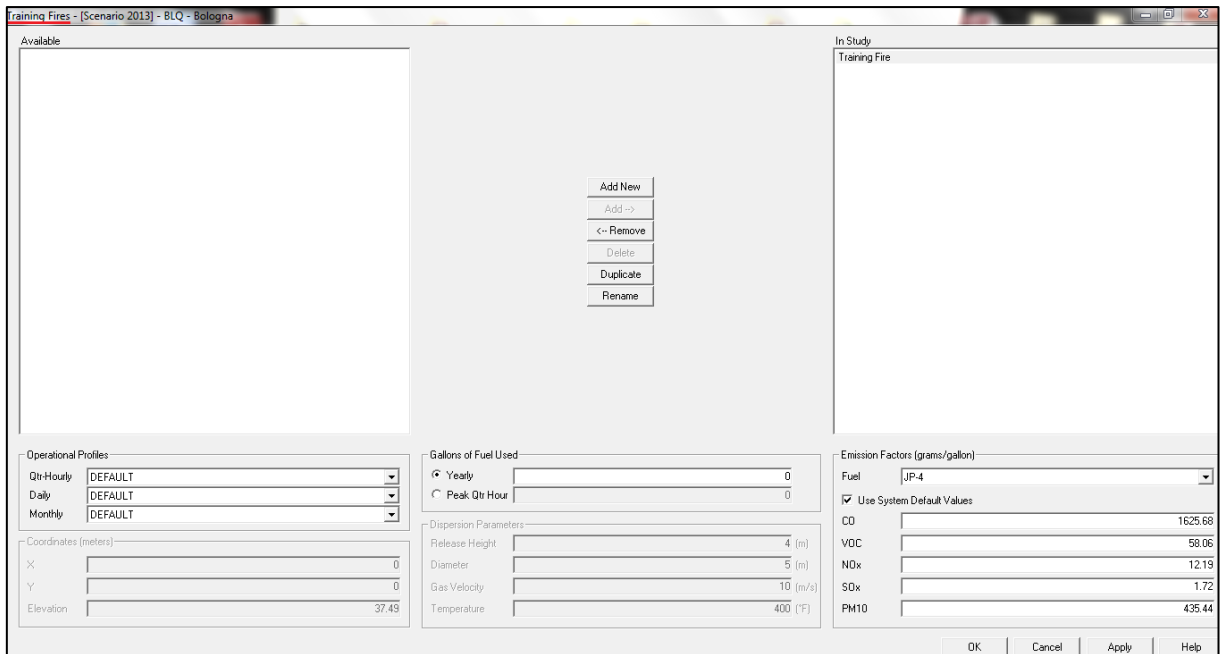 Training Fires - [Scenario 2013] - BLQ - Bologna
Available
In Study
Training Fire
Add New
Add -->
<-- Remove
Delete
Duplicate
Rename
Operational Profiles
Qtr-Hourly DEFAULT
Daily DEFAULT
Monthly DEFAULT
Coordinates (meters)
X 0
Y 0
Elevation 37.49
Gallons of Fuel Used
Yearly 0
Peak Qtr Hour 0
Dispersion Parameters
Release Height 4 (m)
Diameter 5 (m)
Gas Velocity 10 (m/s)
Temperature 400 (°F)
Emission Factors (grams/gallon)
Fuel JP-4
Use System Default Values
CO 1625.68
VOC 58.06
NOx 12.19
SOx 1.72
PM10 435.44
OK Cancel Apply Help